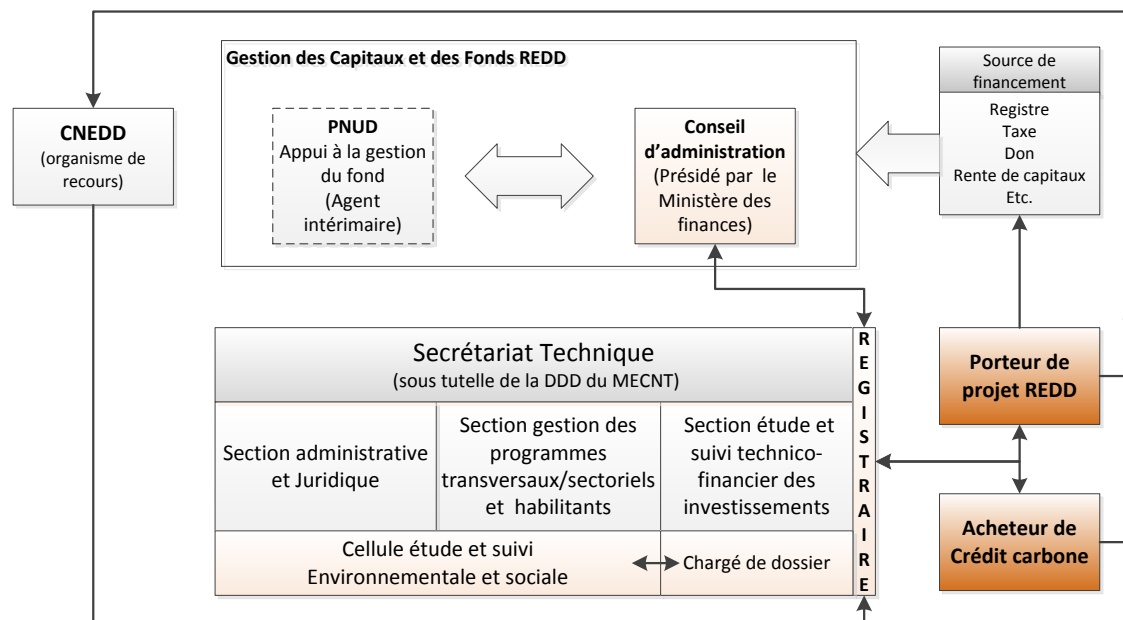 Gestion des Capitaux et des Fonds REDD
CNEDD
(organisme de
recours)
PNUD
Appui à la gestion
du fond
(Agent
intérimaire)
Conseil
d'administration
(Présidé par le
Ministère des
finances)
Source de
financement
Registre
Taxe
Don
Rente de capitaux
Etc.
Secrétariat Technique
(sous tutelle de la DDD du MECNT)
Section administrative
et Juridique
Section gestion des
programmes
transversaux/sectoriels
et habilitants
Section étude et
suivi technico-
financier des
investissements
Cellule étude et suivi
Environnementale et sociale
Chargé de dossier
REGISTRAIRE
Porteur de
projet REDD
Acheteur de
Crédit carbone